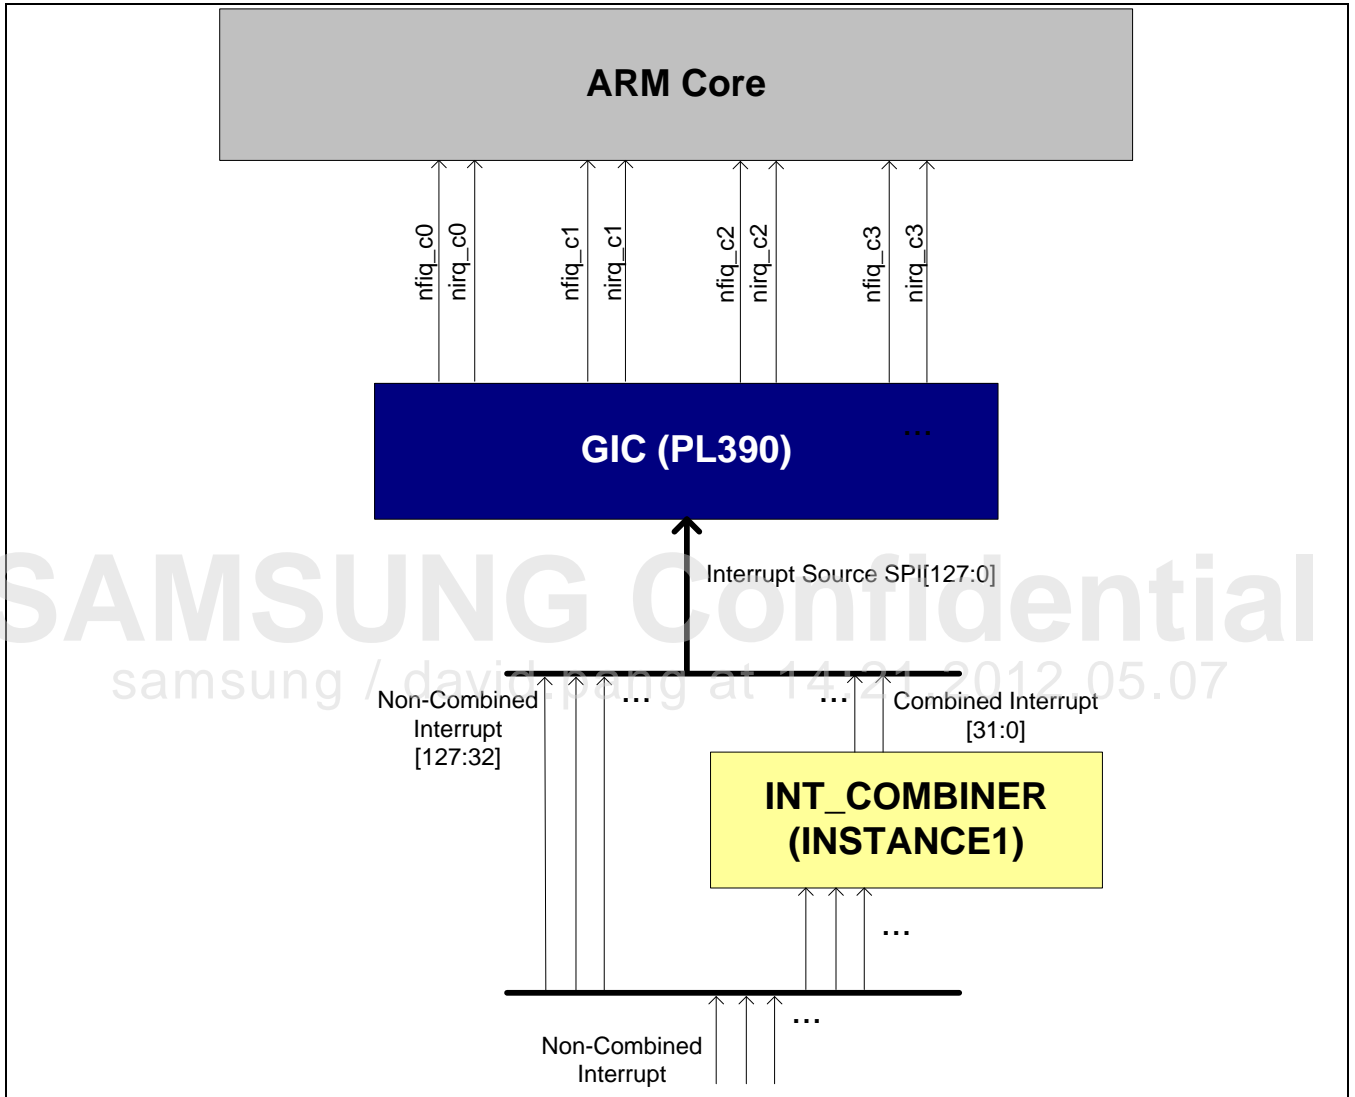 ARM Core
nfiq_c0
nirq_c0
nfiq_c1
nirq_c1
nfiq_c2
nirq_c2
nfiq_c3
nirq_c3
GIC (PL390)
...
Interrupt Source SPI[127:0]
SAMSUNG Confidential
samsung / david.pang at 14:21,2012.05.07
Non-Combined
Interrupt
[127:32]
...
...
Combined Interrupt
[31:0]
INT_COMBINER
(INSTANCE1)
...
...
Non-Combined
Interrupt